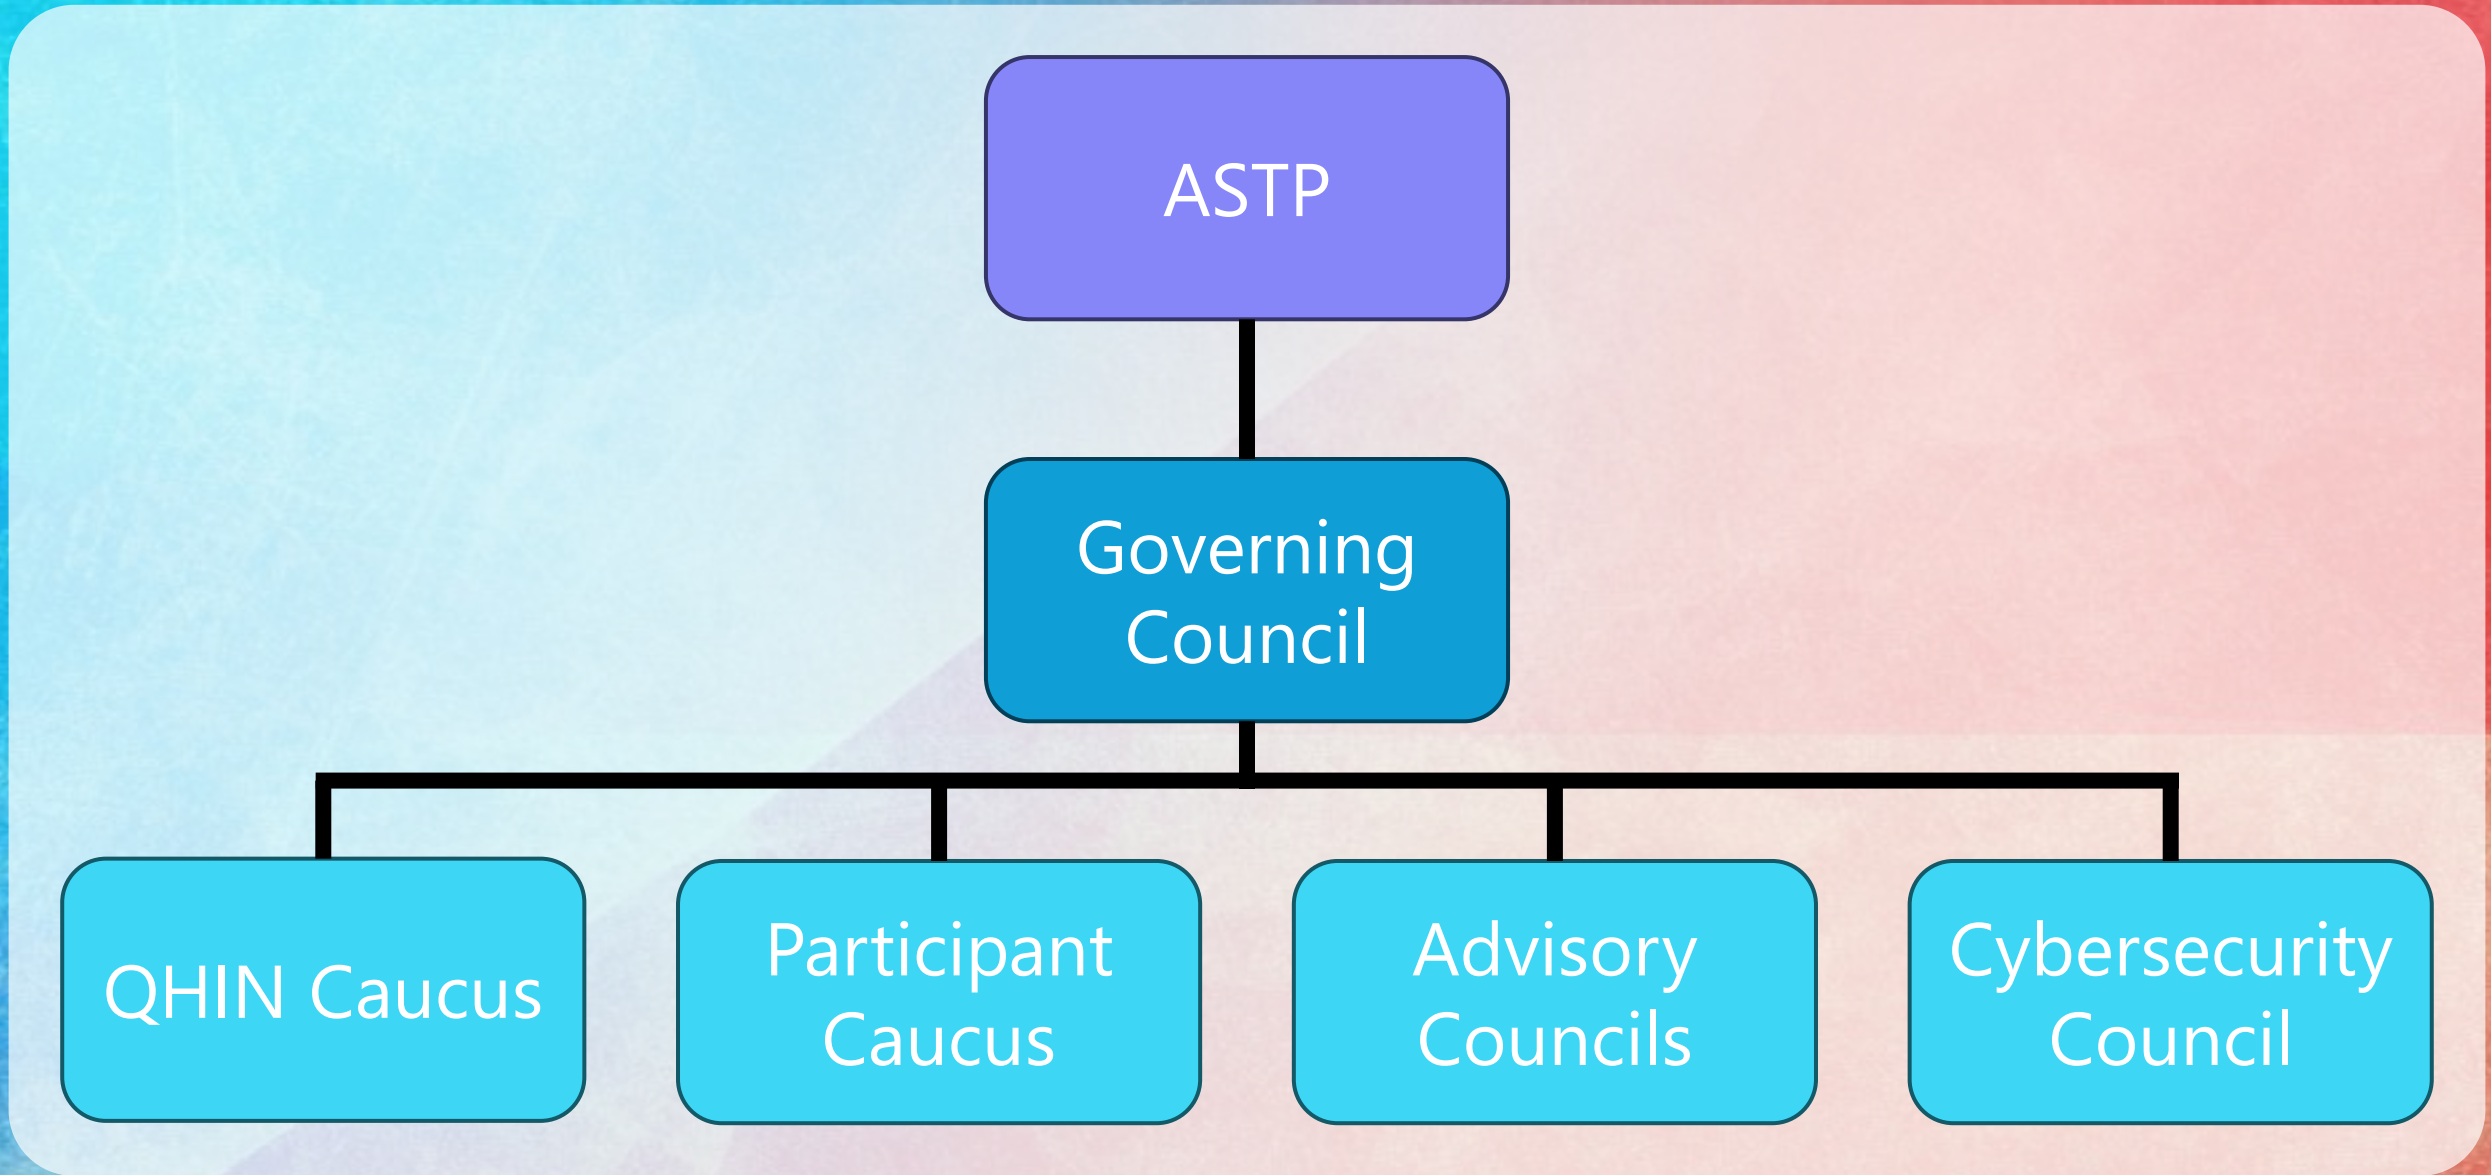 ASTP
Governing
Council
QHIN Caucus
Participant
Caucus
Advisory
Councils
Cybersecurity
Council